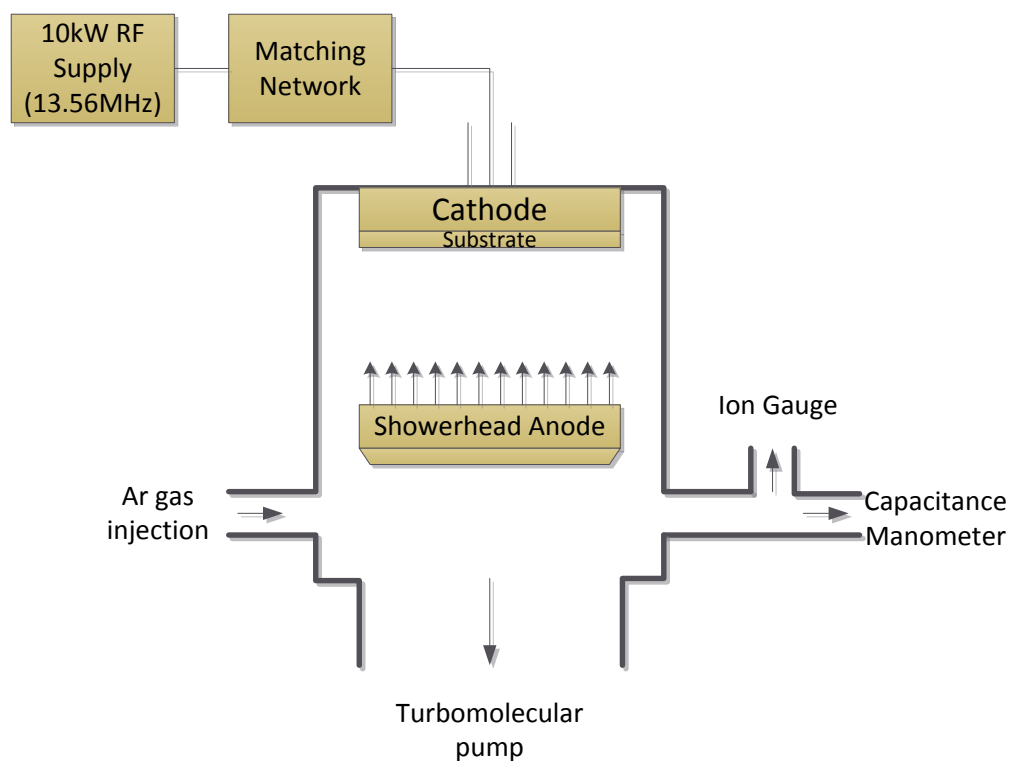 10kW RF
Supply
(13.56MHz)
Matching
Network
Cathode
Substrate
Showerhead Anode
Ion Gauge
Ar gas
injection
Capacitance
Manometer
Turbomolecular
pump